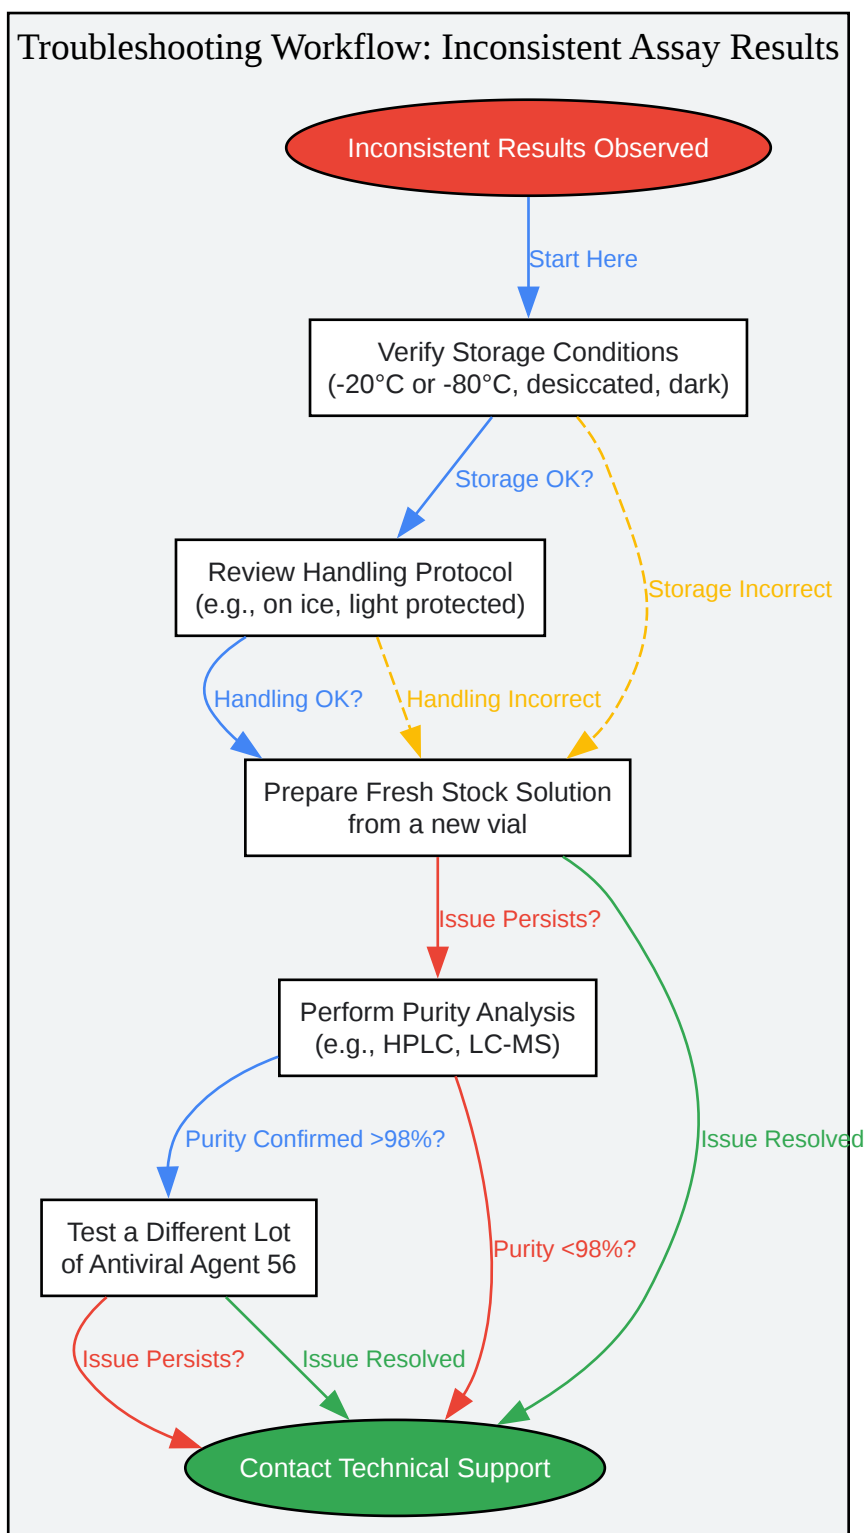 Troubleshooting Workflow: Inconsistent Assay Results
Inconsistent Results Observed
Start Here
Verify Storage Conditions
(-20°C or -80°C, desiccated, dark)
Storage OK?
Storage Incorrect
Review Handling Protocol
(e.g., on ice, light protected)
Handling OK?
Handling Incorrect
Prepare Fresh Stock Solution
from a new vial
Issue Persists?
Perform Purity Analysis
(e.g., HPLC, LC-MS)
Purity Confirmed >98%?
Issue Resolved
Test a Different Lot
of Antiviral Agent 56
Purity <98%?
Issue Persists?
Issue Resolved
Contact Technical Support